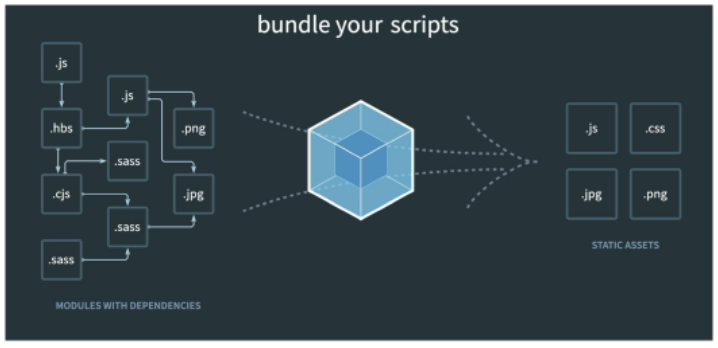 bundle your scripts
.js
.js
.hbs
.png
.sass
.cjs
.jpg
.sass
.sass
MODULES WITH DEPENDENCIES
.js
.css
.jpg
.png
STATIC ASSETS